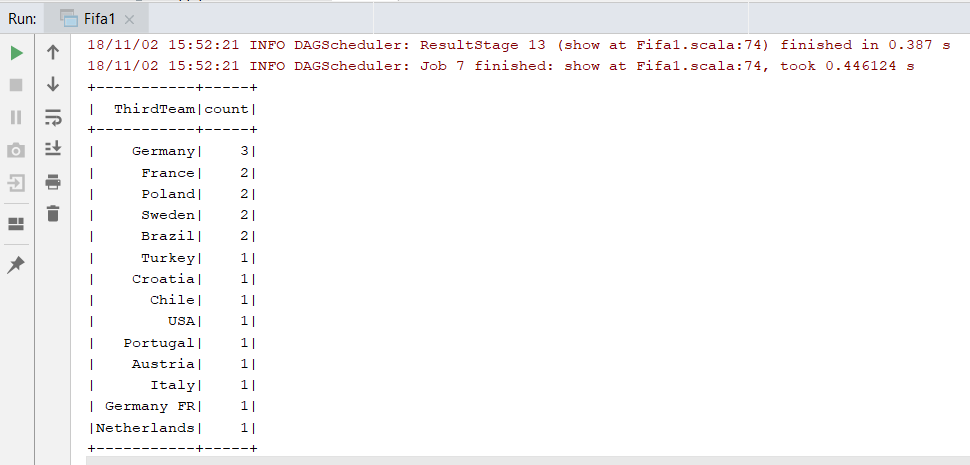 Run: Fifa1 ×
18/11/02 15:52:21 INFO DAGScheduler: ResultStage 13 (show at Fifa1.scala:74) finished in 0.387 s
18/11/02 15:52:21 INFO DAGScheduler: Job 7 finished: show at Fifa1.scala:74, took 0.446124 s
+-----------+-----+
|  ThirdTeam|count|
+-----------+-----+
|    Germany|    3|
|     France|    2|
|     Poland|    2|
|     Sweden|    2|
|     Brazil|    2|
|     Turkey|    1|
|    Croatia|    1|
|      Chile|    1|
|        USA|    1|
|   Portugal|    1|
|    Austria|    1|
|      Italy|    1|
| Germany FR|    1|
|Netherlands|    1|
+-----------+-----+